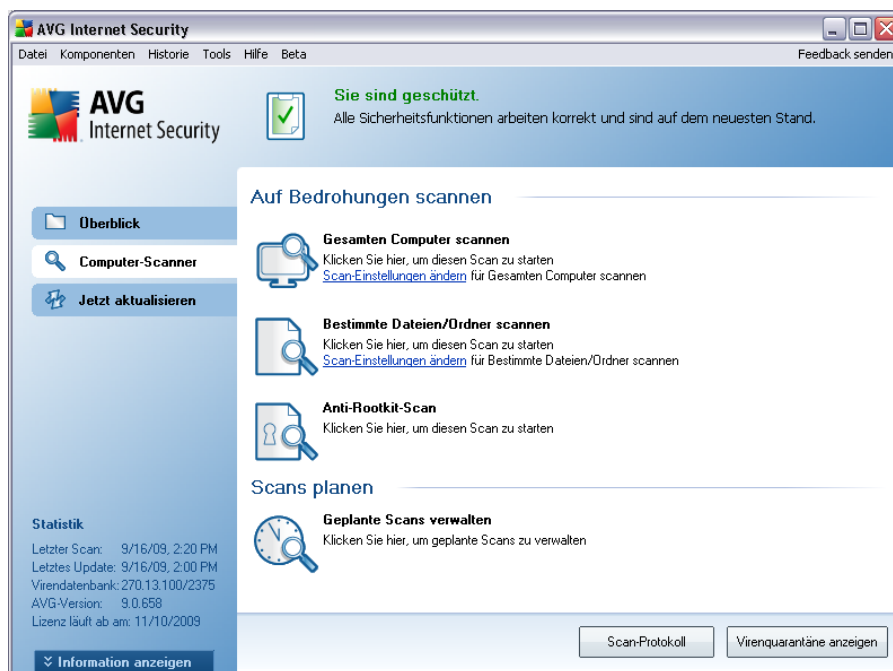 AVG Internet Security
Datei Komponenten Historie Tools Hilfe Beta Feedback senden
AVG
Internet Security
Sie sind geschützt.
Alle Sicherheitsfunktionen arbeiten korrekt und sind auf dem neuesten Stand.
Überblick
Computer-Scanner
Jetzt aktualisieren
Auf Bedrohungen scannen
Gesamten Computer scannen
Klicken Sie hier, um diesen Scan zu starten
Scan-Einstellungen ändern für Gesamten Computer scannen
Bestimmte Dateien/Ordner scannen
Klicken Sie hier, um diesen Scan zu starten
Scan-Einstellungen ändern für Bestimmte Dateien/Ordner scannen
Anti-Rootkit-Scan
Klicken Sie hier, um diesen Scan zu starten
Scans planen
Geplante Scans verwalten
Klicken Sie hier, um geplante Scans zu verwalten
Statistik
Letzter Scan: 9/16/09, 2:20 PM
Letztes Update: 9/16/09, 2:00 PM
Virendatenbank: 270.13.100/2375
AVG-Version: 9.0.658
Lizenz läuft ab am: 11/10/2009
Information anzeigen
Scan-Protokoll
Virenquarantäne anzeigen